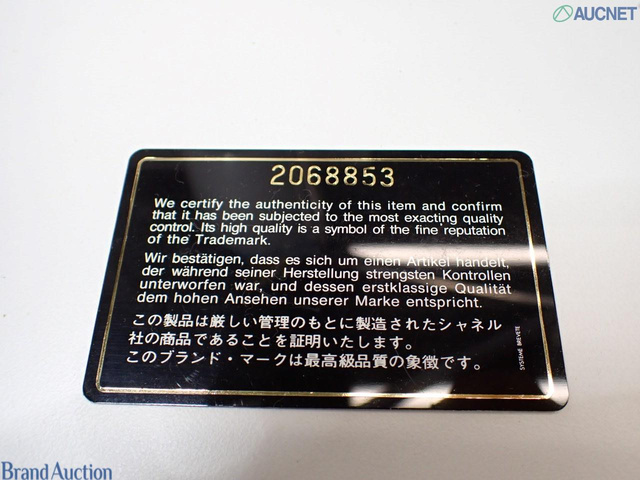 AUCNET
2068853
We certify the authenticity of this item and confirm
that it has been subjected to the most exacting quality
control. Its high quality is a symbol of the fine reputation
of the Trademark.
Wir bestätigen, dass es sich um einen Artikel handelt,
der während seiner Herstellung strengsten Kontrollen
unterworfen war, und dessen erstklassige Qualität
dem hohen Ansehen unserer Marke entspricht.
この製品は厳しい管理のもとに製造されたシャネル
社の商品であることを証明いたします。
このブランド・マークは最高級品質の象徴です。
SYSTEME BREVETE
Brand Auction